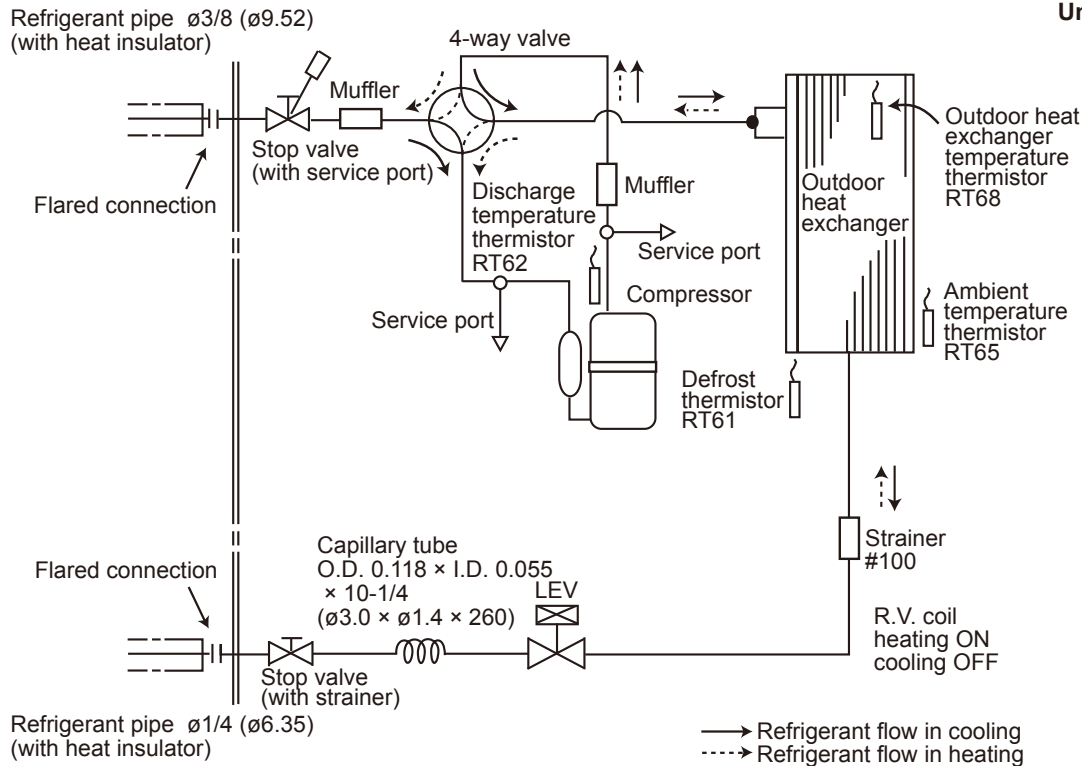 Refrigerant pipe ø3/8 (ø9.52)
(with heat insulator)
Flared connection
Stop valve
(with service port)
Muffler
4-way valve
Discharge
temperature
thermistor
RT62
Service port
Muffler
Service port
Compressor
Outdoor
heat
exchanger
Outdoor heat
exchanger
temperature
thermistor
RT68
Ambient
temperature
thermistor
RT65
Defrost
thermistor
RT61
Strainer
#100
R.V. coil
heating ON
cooling OFF
Capillary tube
O.D. 0.118 × I.D. 0.055
× 10-1/4
(ø3.0 × ø1.4 × 260)
LEV
Flared connection
Stop valve
(with strainer)
Refrigerant pipe ø1/4 (ø6.35)
(with heat insulator)
Refrigerant flow in cooling
Refrigerant flow in heating